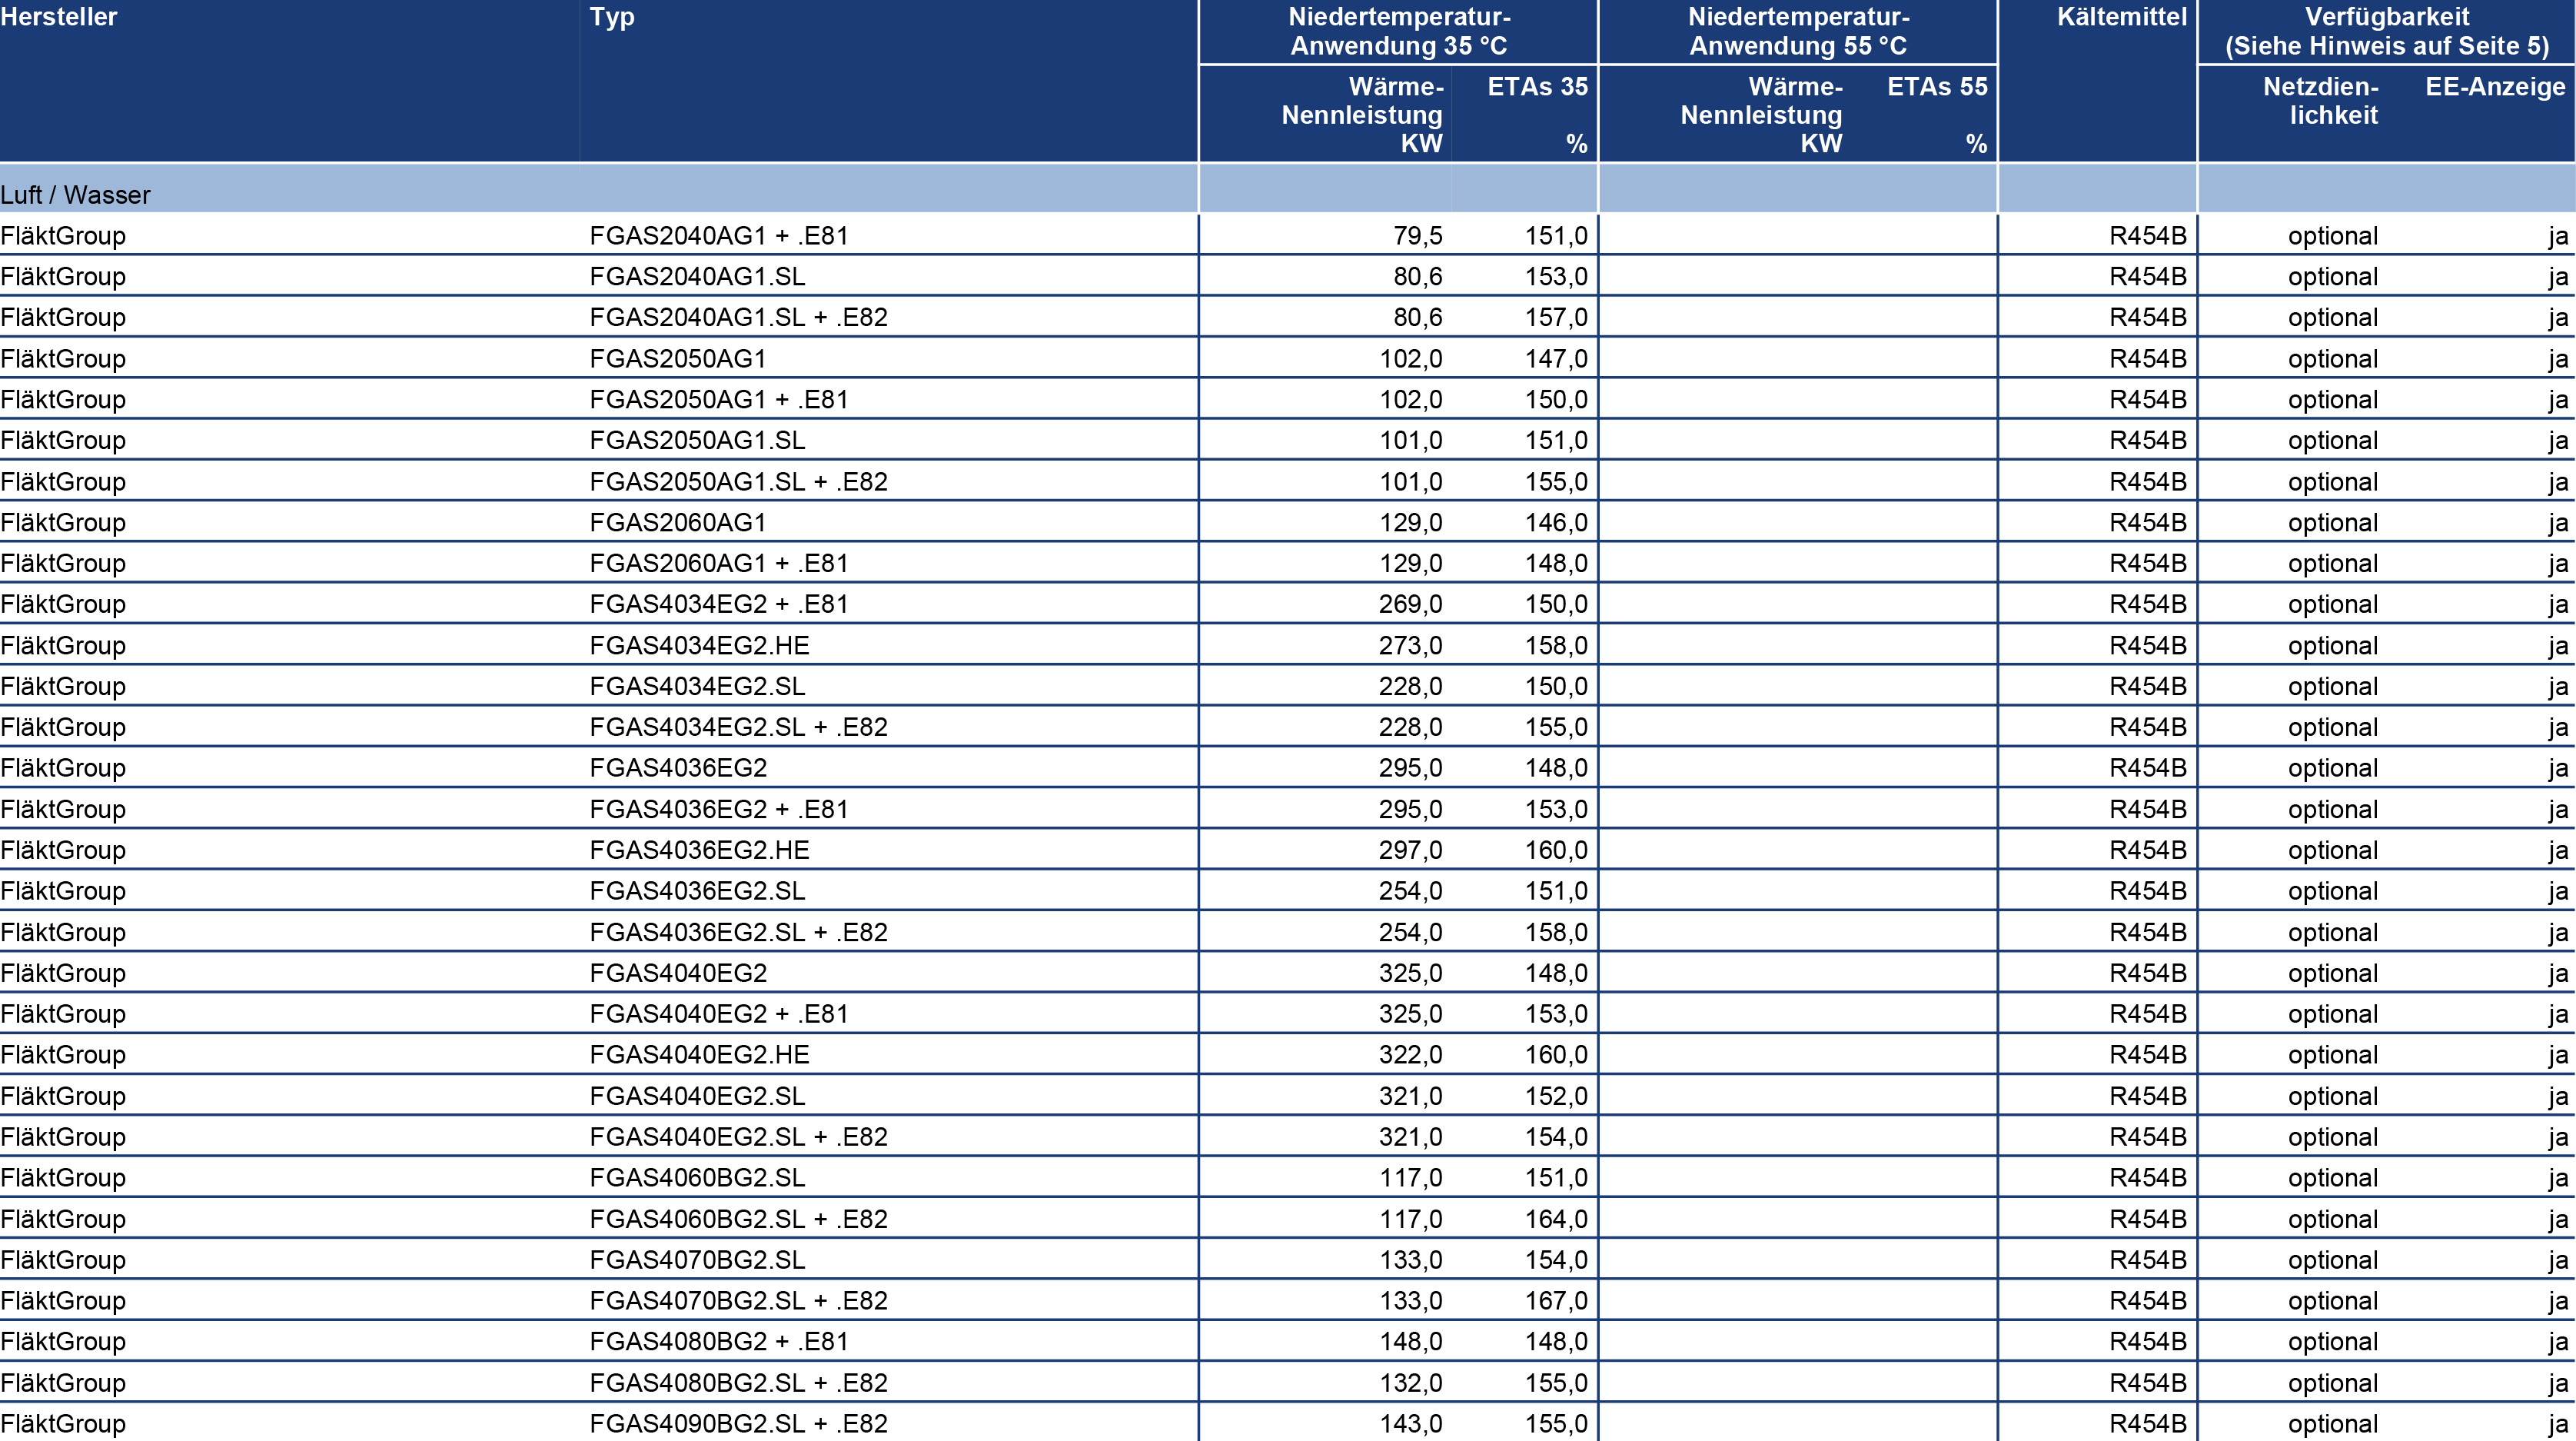 Hersteller Typ Niedertemperatur- Niedertemperatur- Kältemittel Verfügbarkeit
Anwendung 35 °C Anwendung 55 °C (Siehe Hinweis auf Seite 5)
Wärme- ETAs 35 Wärme- ETAs 55 Netzdien- EE-Anzeige
Nennleistung Nennleistung lichkeit
KW % KW %
Luft / Wasser
FläktGroup FGAS2040AG1 + .E81 79,5 151,0 R454B optional ja
FläktGroup FGAS2040AG1.SL 80,6 153,0 R454B optional ja
FläktGroup FGAS2040AG1.SL + .E82 80,6 157,0 R454B optional ja
FläktGroup FGAS2050AG1 102,0 147,0 R454B optional ja
FläktGroup FGAS2050AG1 + .E81 102,0 150,0 R454B optional ja
FläktGroup FGAS2050AG1.SL 101,0 151,0 R454B optional ja
FläktGroup FGAS2050AG1.SL + .E82 101,0 155,0 R454B optional ja
FläktGroup FGAS2060AG1 129,0 146,0 R454B optional ja
FläktGroup FGAS2060AG1 + .E81 129,0 148,0 R454B optional ja
FläktGroup FGAS4034EG2 + .E81 269,0 150,0 R454B optional ja
FläktGroup FGAS4034EG2.HE 273,0 158,0 R454B optional ja
FläktGroup FGAS4034EG2.SL 228,0 150,0 R454B optional ja
FläktGroup FGAS4034EG2.SL + .E82 228,0 155,0 R454B optional ja
FläktGroup FGAS4036EG2 295,0 148,0 R454B optional ja
FläktGroup FGAS4036EG2 + .E81 295,0 153,0 R454B optional ja
FläktGroup FGAS4036EG2.HE 297,0 160,0 R454B optional ja
FläktGroup FGAS4036EG2.SL 254,0 151,0 R454B optional ja
FläktGroup FGAS4036EG2.SL + .E82 254,0 158,0 R454B optional ja
FläktGroup FGAS4040EG2 325,0 148,0 R454B optional ja
FläktGroup FGAS4040EG2 + .E81 325,0 153,0 R454B optional ja
FläktGroup FGAS4040EG2.HE 322,0 160,0 R454B optional ja
FläktGroup FGAS4040EG2.SL 321,0 152,0 R454B optional ja
FläktGroup FGAS4040EG2.SL + .E82 321,0 154,0 R454B optional ja
FläktGroup FGAS4060BG2.SL 117,0 151,0 R454B optional ja
FläktGroup FGAS4060BG2.SL + .E82 117,0 164,0 R454B optional ja
FläktGroup FGAS4070BG2.SL 133,0 154,0 R454B optional ja
FläktGroup FGAS4070BG2.SL + .E82 133,0 167,0 R454B optional ja
FläktGroup FGAS4080BG2 + .E81 148,0 148,0 R454B optional ja
FläktGroup FGAS4080BG2.SL + .E82 132,0 155,0 R454B optional ja
FläktGroup FGAS4090BG2.SL + .E82 143,0 155,0 R454B optional ja